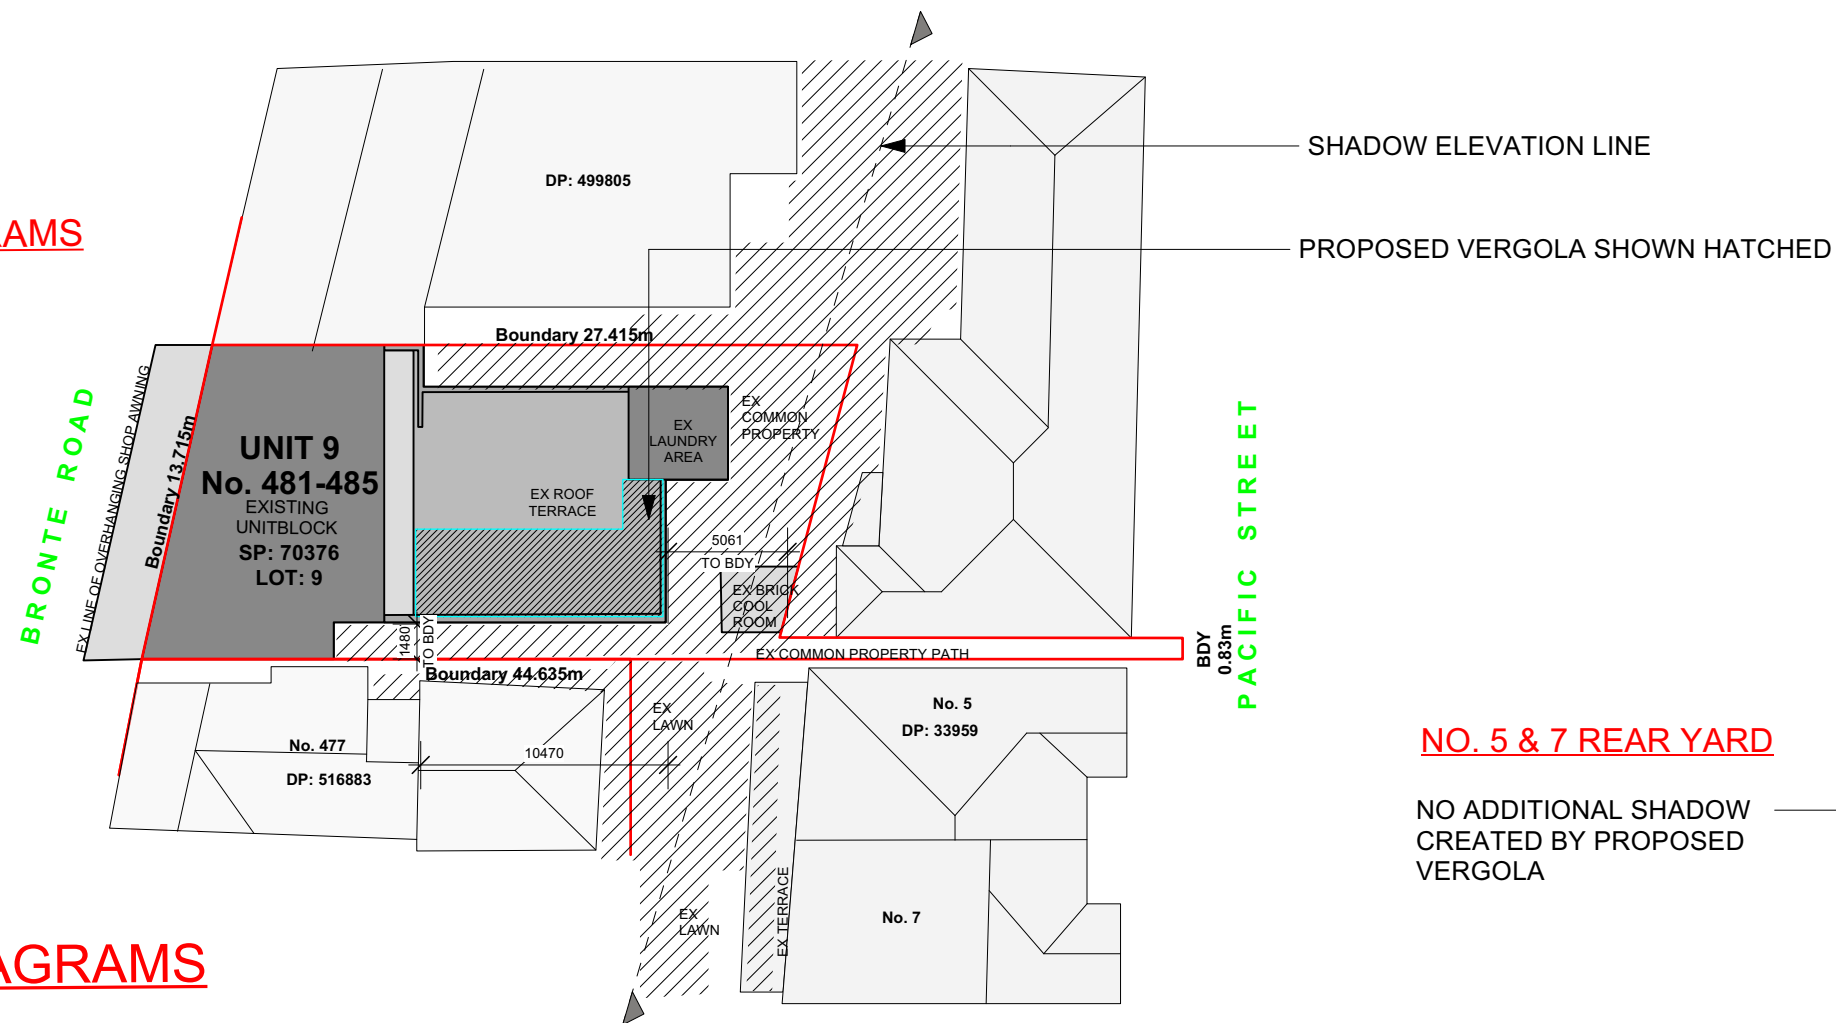 SHADOW ELEVATION LINE
DP: 499805
AMS
PROPOSED VERGOLA SHOWN HATCHED
Boundary 27.415m
BRONTE ROAD
EX LINE OF OVERHANGING SHOP AWNING
Boundary 13.715m
UNIT 9
No. 481-485
EXISTING
UNITBLOCK
SP: 70376
LOT: 9
EX
LAUNDRY
AREA
EX
COMMON
PROPERTY
EX ROOF
TERRACE
5061
TO BDY
EX BRICK
COOL
ROOM
1480
TO BDY
EX COMMON PROPERTY PATH
BDY
0.83m
PACIFIC STREET
Boundary 44.635m
EX
LAWN
No. 5
DP: 33959
No. 477
DP: 516883
10470
NO. 5 & 7 REAR YARD
NO ADDITIONAL SHADOW
CREATED BY PROPOSED
VERGOLA
EX TERRACE
EX
LAWN
No. 7
AGRAMS